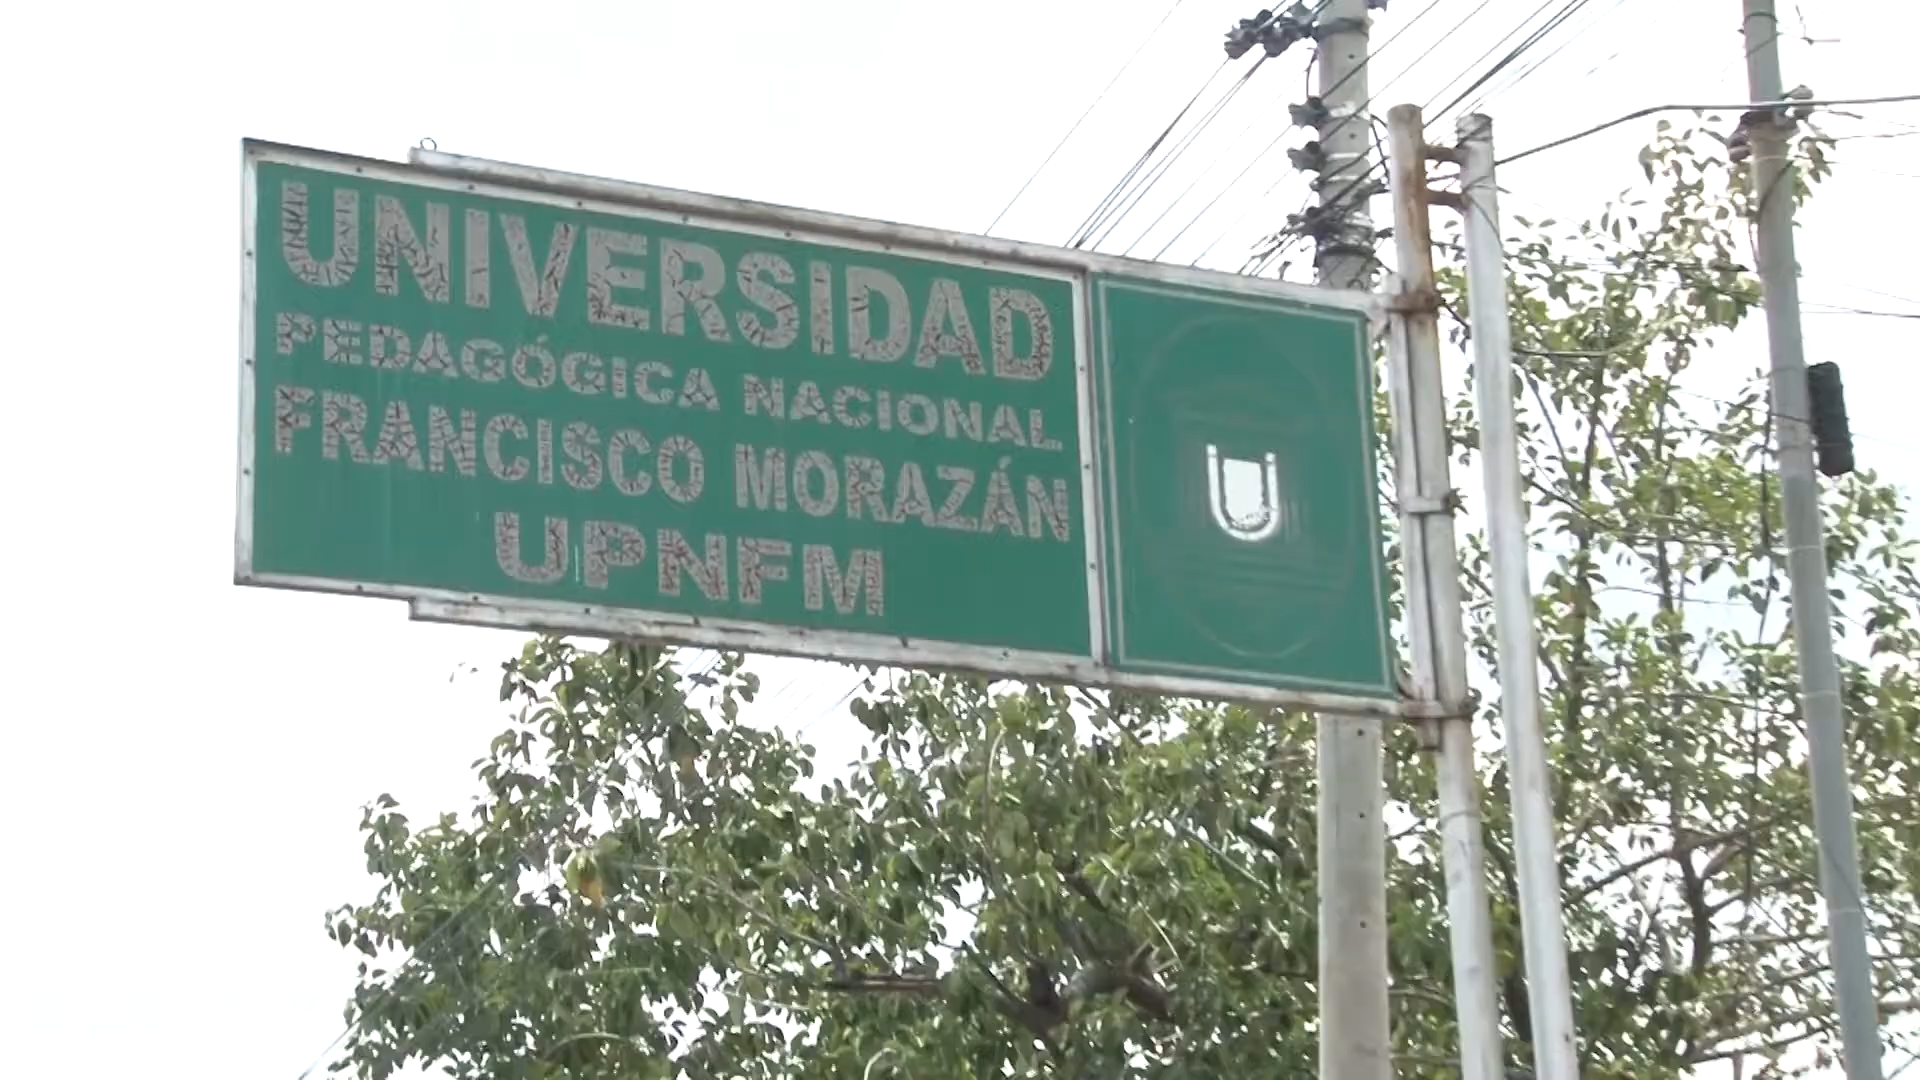 UNIVERSIDAD
PEDAGÓGICA NACIONAL
FRANCISCO MORAZÁN
UPNFM
U